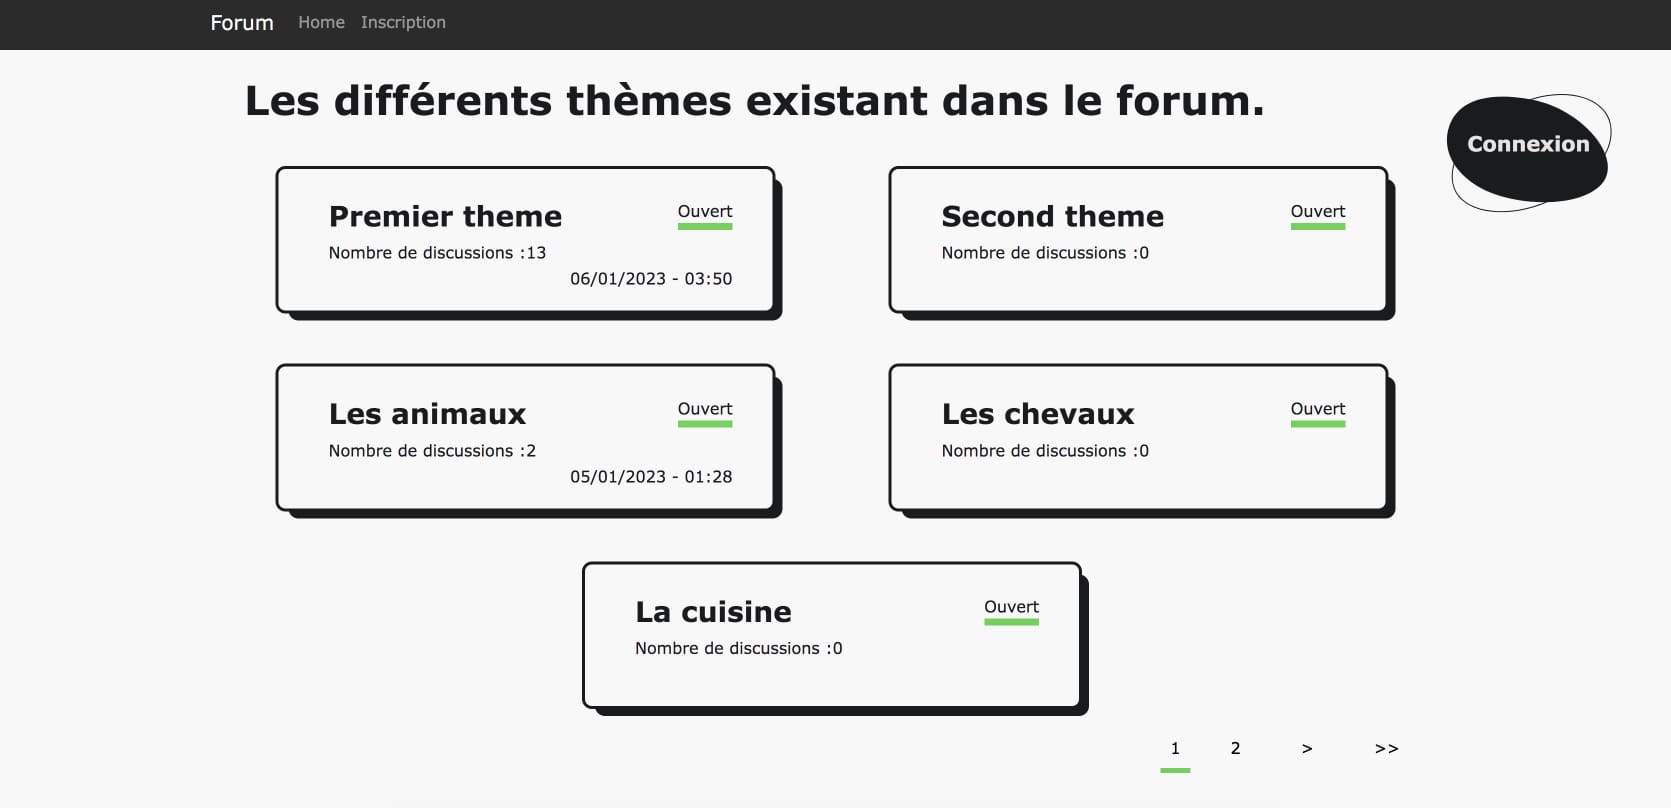 Forum Home Inscription
Les différents thèmes existant dans le forum.
Connexion
Premier theme Ouvert
Nombre de discussions :13
06/01/2023 - 03:50
Second theme Ouvert
Nombre de discussions :0
Les animaux Ouvert
Nombre de discussions :2
05/01/2023 - 01:28
Les chevaux Ouvert
Nombre de discussions :0
La cuisine Ouvert
Nombre de discussions :0
1 2 > >>